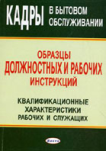 КАДРЫ
В БЫТОВОМ
ОБСЛУЖИВАНИИ
ОБРАЗЦЫ
ДОЛЖНОСТНЫХ И РАБОЧИХ
ИНСТРУКЦИЙ
КВАЛИФИКАЦИОННЫЕ
ХАРАКТЕРИСТИКИ
РАБОЧИХ И СЛУЖАЩИХ